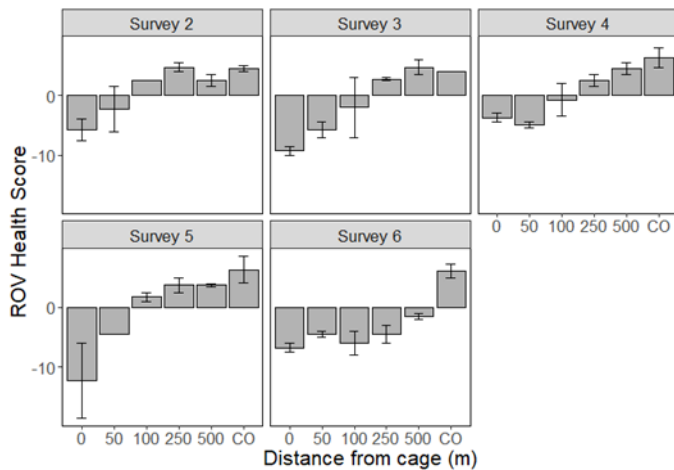 Survey 2 Survey 3 Survey 4
0
-10
0 50 100 250 500 CO
Survey 5 Survey 6
0
-10
0 50 100 250 500 CO 0 50 100 250 500 CO
ROV Health Score
Distance from cage (m)